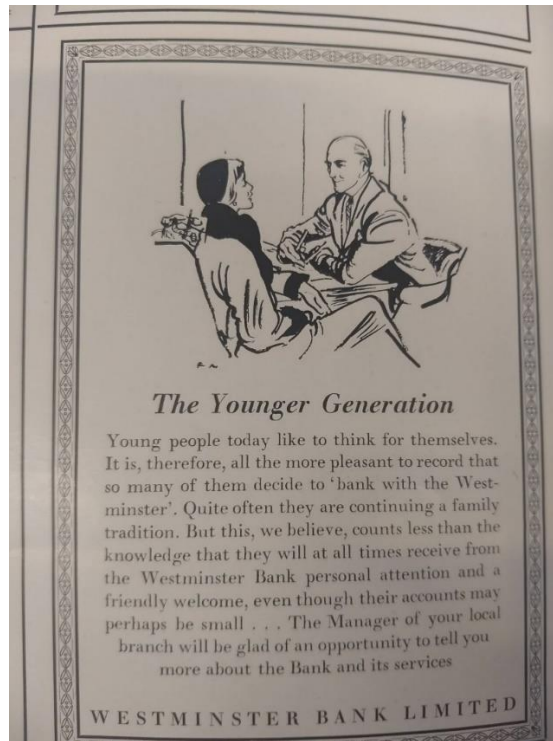 The Younger Generation
Young people today like to think for themselves.
It is, therefore, all the more pleasant to record that
so many of them decide to ‘bank with the West-
minster’. Quite often they are continuing a family
tradition. But this, we believe, counts less than the
knowledge that they will at all times receive from
the Westminster Bank personal attention and a
friendly welcome, even though their accounts may
perhaps be small . . . The Manager of your local
branch will be glad of an opportunity to tell you
more about the Bank and its services
WESTMINSTER BANK LIMITED